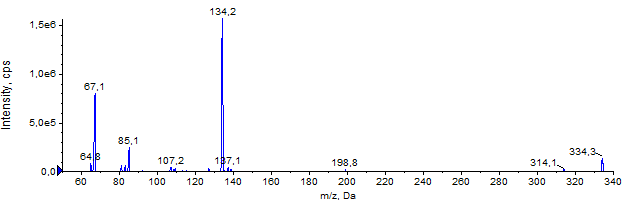 Intensity, cps
1,5e6
1,0e6
5,0e5
0,0
134,2
67,1
64,8
85,1
107,2
137,1
198,8
314,1
334,3
60 80 100 120 140 160 180 200 220 240 260 280 300 320 340
m/z, Da